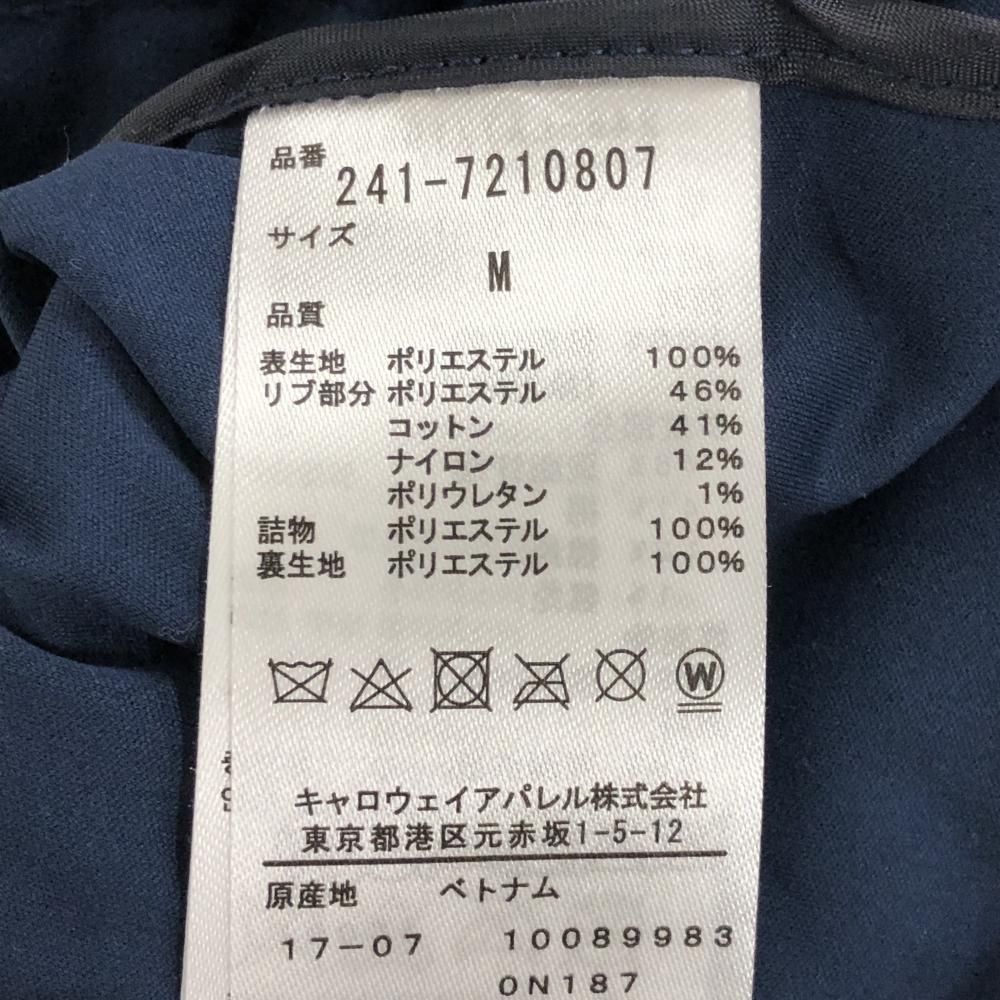 品番 241-7210807
サイズ
M
品質
表生地 ポリエステル 100%
リブ部分 ポリエステル 46%
コットン 41%
ナイロン 12%
ポリウレタン 1%
詰物 ポリエステル 100%
裏生地 ポリエステル 100%
W
キャロウェイアパレル株式会社
東京都港区元赤坂1-5-12
原産地 ベトナム
17-07 10089983
0N187